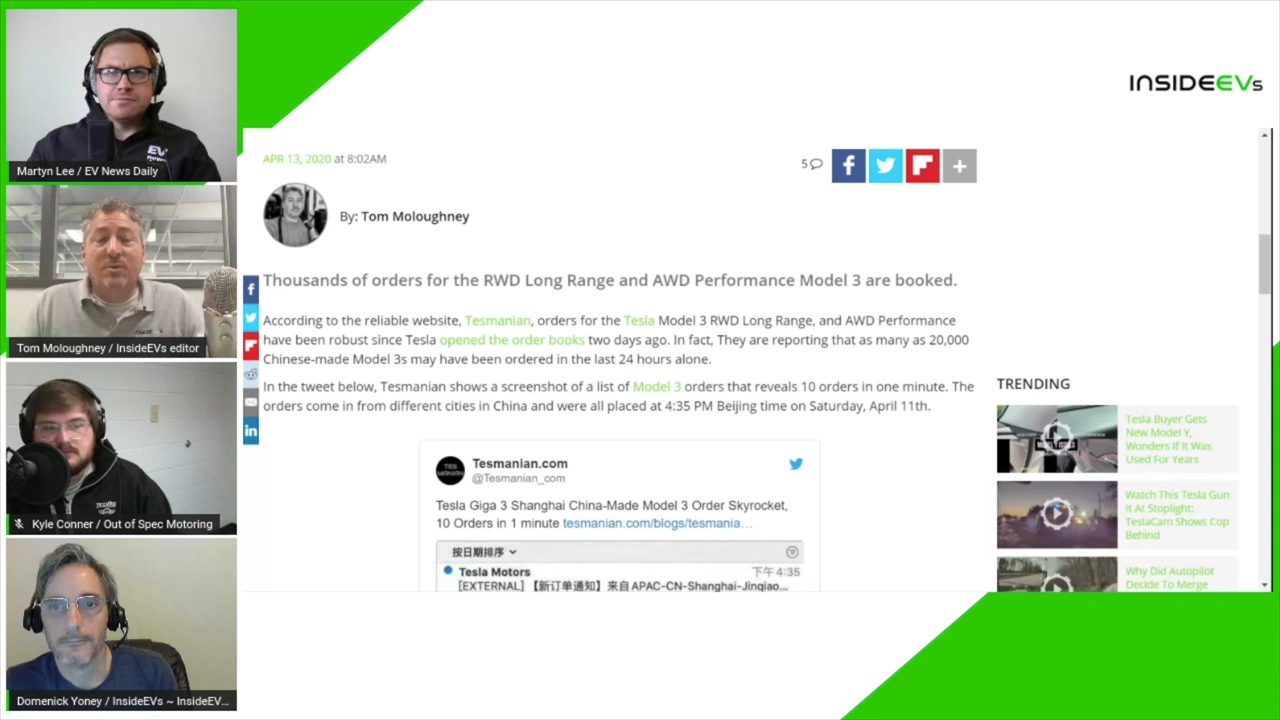 Martyn Lee / EV News Daily
Tom Moloughney / InsideEVs editor
Kyle Conner / Out of Spec Motoring
Domenick Yoney / InsideEVs ~ InsideEV...
INSIDEEVs
APR 13, 2020 at 8:02AM
5
By: Tom Moloughney
Thousands of orders for the RWD Long Range and AWD Performance Model 3 are booked.
According to the reliable website, Tesmanian, orders for the Tesla Model 3 RWD Long Range, and AWD Performance
have been robust since Tesla opened the order books two days ago. In fact, They are reporting that as many as 20,000
Chinese-made Model 3s may have been ordered in the last 24 hours alone.
In the tweet below, Tesmanian shows a screenshot of a list of Model 3 orders that reveals 10 orders in one minute. The
orders come in from different cities in China and were all placed at 4:35 PM Beijing time on Saturday, April 11th.
TES
MANIAN
Tesmanian.com
@Tesmanian_com
Tesla Giga 3 Shanghai China-Made Model 3 Order Skyrocket,
10 Orders in 1 minute tesmanian.com/blogs/tesmania…
按日期排序
Tesla Motors 下午4:35
[EXTERNAL]【新订单通知】来自APAC-CN-Shanghai-Jinqiao...
TRENDING
Tesla Buyer Gets
New Model Y,
Wonders If It Was
Used For Years
Watch This Tesla Gun
It At Stoplight:
TeslaCam Shows Cop
Behind
Why Did Autopilot
Decide To Merge